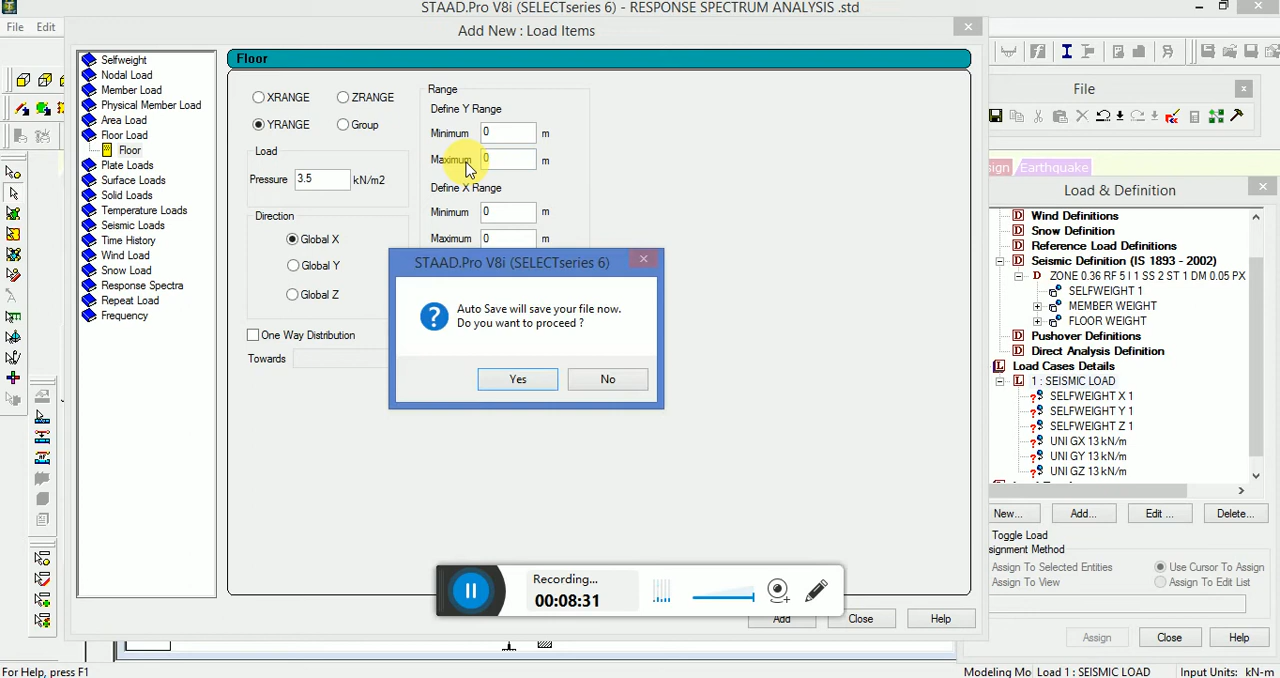 STAAD.Pro V8i (SELECTseries 6) - RESPONSE SPECTRUM ANALYSIS .std
File Edit
Add New : Load Items
Selfweight
Nodal Load
Member Load
Physical Member Load
Area Load
Floor Load
Floor
Plate Loads
Surface Loads
Solid Loads
Temperature Loads
Seismic Loads
Time History
Wind Load
Snow Load
Response Spectra
Repeat Load
Frequency
Floor
XRANGE ZRANGE
YRANGE Group
Load
Pressure 3.5 kN/m2
Direction
Global X
Global Y
Global Z
One Way Distribution
Towards
Range
Define Y Range
Minimum 0 m
Maximum 0 m
Define X Range
Minimum 0 m
Maximum 0 m
STAAD.Pro V8i (SELECTseries 6)
Auto Save will save your file now.
Do you want to proceed ?
Yes No
Recording...
00:08:31
Add Close Help
File
sign Earthquake
Load & Definition
Wind Definitions
Snow Definition
Reference Load Definitions
Seismic Definition (IS 1893 - 2002)
ZONE 0.36 RF 5 I 1 SS 2 ST 1 DM 0.05 PX
SELFWEIGHT 1
MEMBER WEIGHT
FLOOR WEIGHT
Pushover Definitions
Direct Analysis Definition
Load Cases Details
1 : SEISMIC LOAD
SELFWEIGHT X 1
SELFWEIGHT Y 1
SELFWEIGHT Z 1
UNI GX 13 kN/m
UNI GY 13 kN/m
UNI GZ 13 kN/m
New... Add... Edit ... Delete...
Toggle Load
ssignment Method
Assign To Selected Entities Use Cursor To Assign
Assign To View Assign To Edit List
Assign Close Help
For Help, press F1
Modeling Mo Load 1 : SEISMIC LOAD Input Units: kN-m